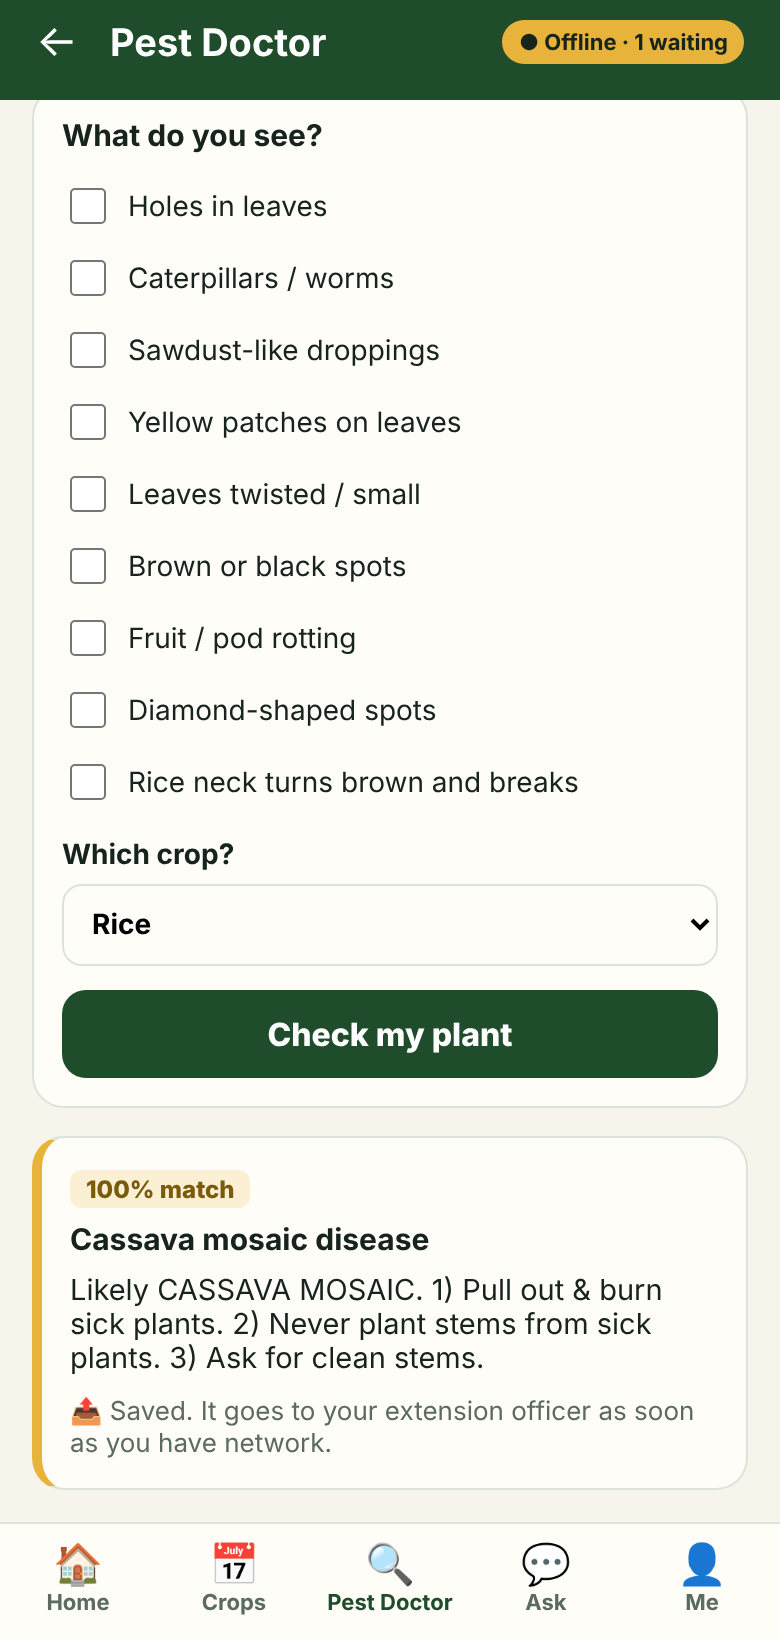 Pest Doctor
Offline · 1 waiting
What do you see?
Holes in leaves
Caterpillars / worms
Sawdust-like droppings
Yellow patches on leaves
Leaves twisted / small
Brown or black spots
Fruit / pod rotting
Diamond-shaped spots
Rice neck turns brown and breaks
Which crop?
Rice
Check my plant
100% match
Cassava mosaic disease
Likely CASSAVA MOSAIC. 1) Pull out & burn
sick plants. 2) Never plant stems from sick
plants. 3) Ask for clean stems.
Saved. It goes to your extension officer as soon
as you have network.
July
17
Home
Crops
Pest Doctor
Ask
Me